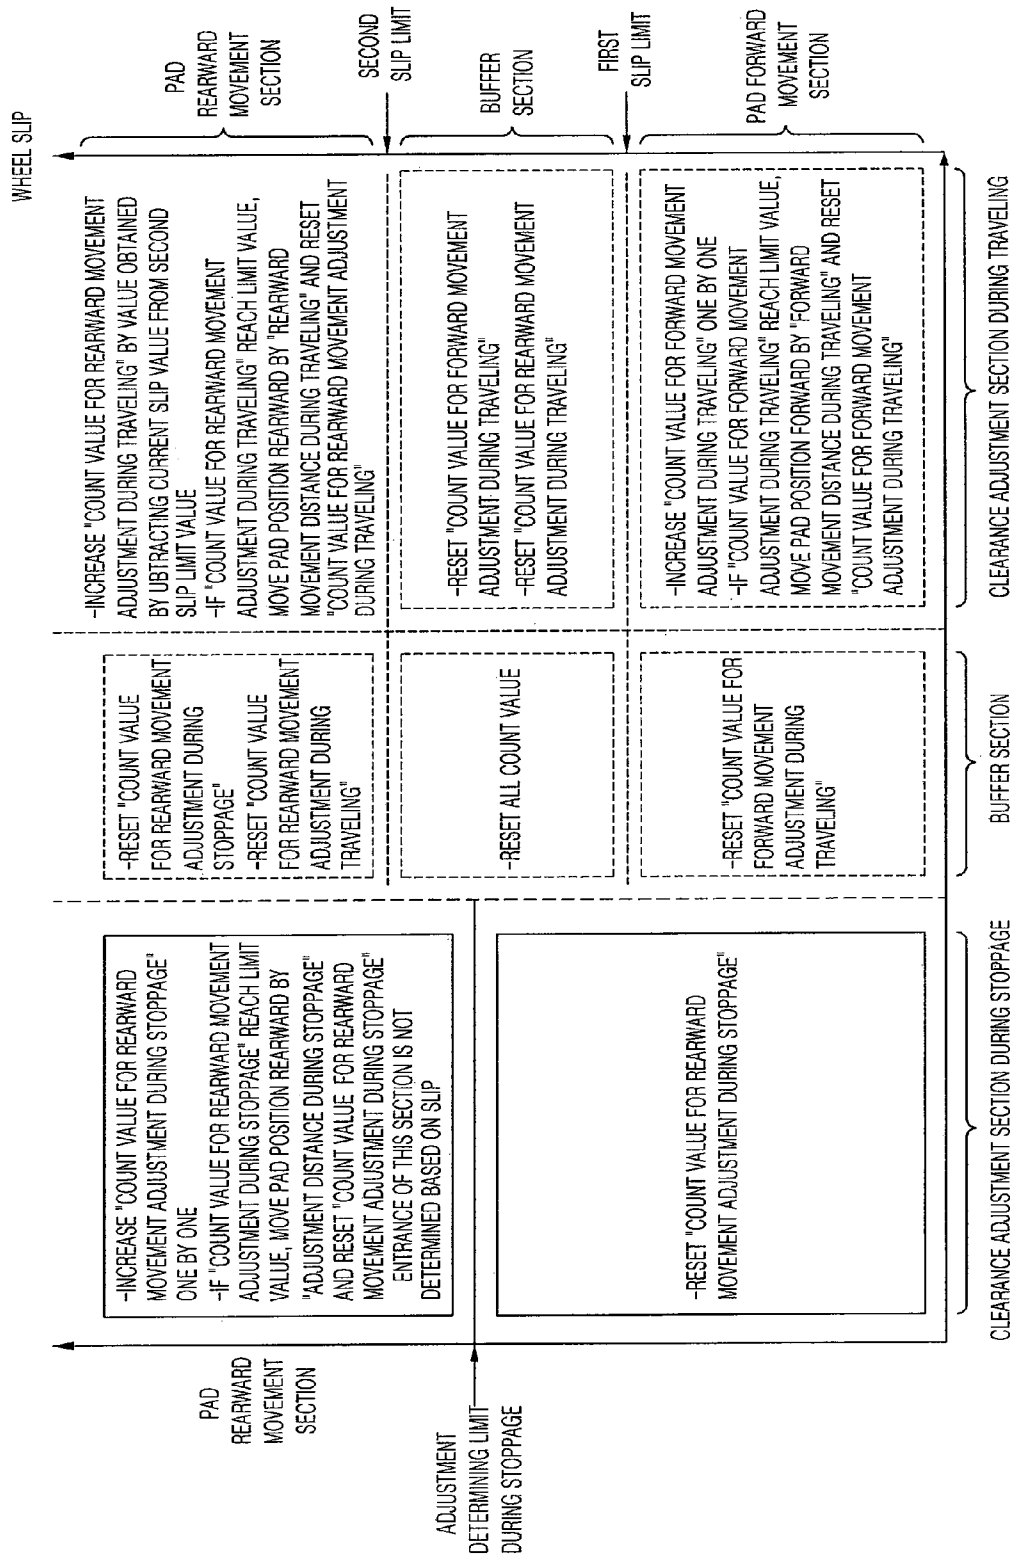 WHEEL SLIP
PAD
REARWARD
MOVEMENT
SECTION
-INCREASE "COUNT VALUE FOR REARWARD
MOVEMENT ADJUSTMENT DURING STOPPAGE"
ONE BY ONE
-IF "COUNT VALUE FOR REARWARD MOVEMENT
ADJUSTMENT DURING STOPPAGE" REACH LIMIT
VALUE, MOVE PAD POSITION REARWARD BY
"ADJUSTMENT DISTANCE DURING STOPPAGE"
AND RESET "COUNT VALUE FOR REARWARD
MOVEMENT ADJUSTMENT DURING STOPPAGE"
ENTRANCE OF THIS SECTION IS NOT
DETERMINED BASED ON SLIP
-RESET "COUNT VALUE
FOR REARWARD MOVEMENT
ADJUSTMENT DURING
STOPPAGE"
-RESET "COUNT VALUE
FOR REARWARD MOVEMENT
ADJUSTMENT DURING
TRAVELING"
-INCREASE "COUNT VALUE FOR REARWARD MOVEMENT
ADJUSTMENT DURING TRAVELING" BY VALUE OBTAINED
BY UBTRACTING CURRENT SLIP VALUE FROM SECOND
SLIP LIMIT VALUE
-IF "COUNT VALUE FOR REARWARD MOVEMENT
ADJUSTMENT DURING TRAVELING" REACH LIMIT VALUE,
MOVE PAD POSITION REARWARD BY "REARWARD
MOVEMENT DISTANCE DURING TRAVELING" AND RESET
"COUNT VALUE FOR REARWARD MOVEMENT ADJUSTMENT
DURING TRAVELING"
PAD
REARWARD
MOVEMENT
SECTION
SECOND
SLIP LIMIT
ADJUSTMENT
DETERMINING LIMIT
DURING STOPPAGE
-RESET ALL COUNT VALUE
-RESET "COUNT VALUE FOR FORWARD MOVEMENT
ADJUSTMENT DURING TRAVELING"
-RESET "COUNT VALUE FOR REARWARD MOVEMENT
ADJUSTMENT DURING TRAVELING"
BUFFER
SECTION
FIRST
SLIP LIMIT
-RESET "COUNT VALUE FOR REARWARD
MOVEMENT ADJUSTMENT DURING STOPPAGE"
-RESET "COUNT VALUE FOR
FORWARD MOVEMENT
ADJUSTMENT DURING
TRAVELING"
-INCREASE "COUNT VALUE FOR FORWARD MOVEMENT
ADJUSTMENT DURING TRAVELING" ONE BY ONE
-IF "COUNT VALUE FOR FORWARD MOVEMENT
ADJUSTMENT DURING TRAVELING" REACH LIMIT VALUE,
MOVE PAD POSITION FORWARD BY "FORWARD
MOVEMENT DISTANCE DURING TRAVELING" AND RESET
"COUNT VALUE FOR FORWARD MOVEMENT
ADJUSTMENT DURING TRAVELING"
PAD FORWARD
MOVEMENT
SECTION
CLEARANCE ADJUSTMENT SECTION DURING STOPPAGE
BUFFER SECTION
CLEARANCE ADJUSTMENT SECTION DURING TRAVELING